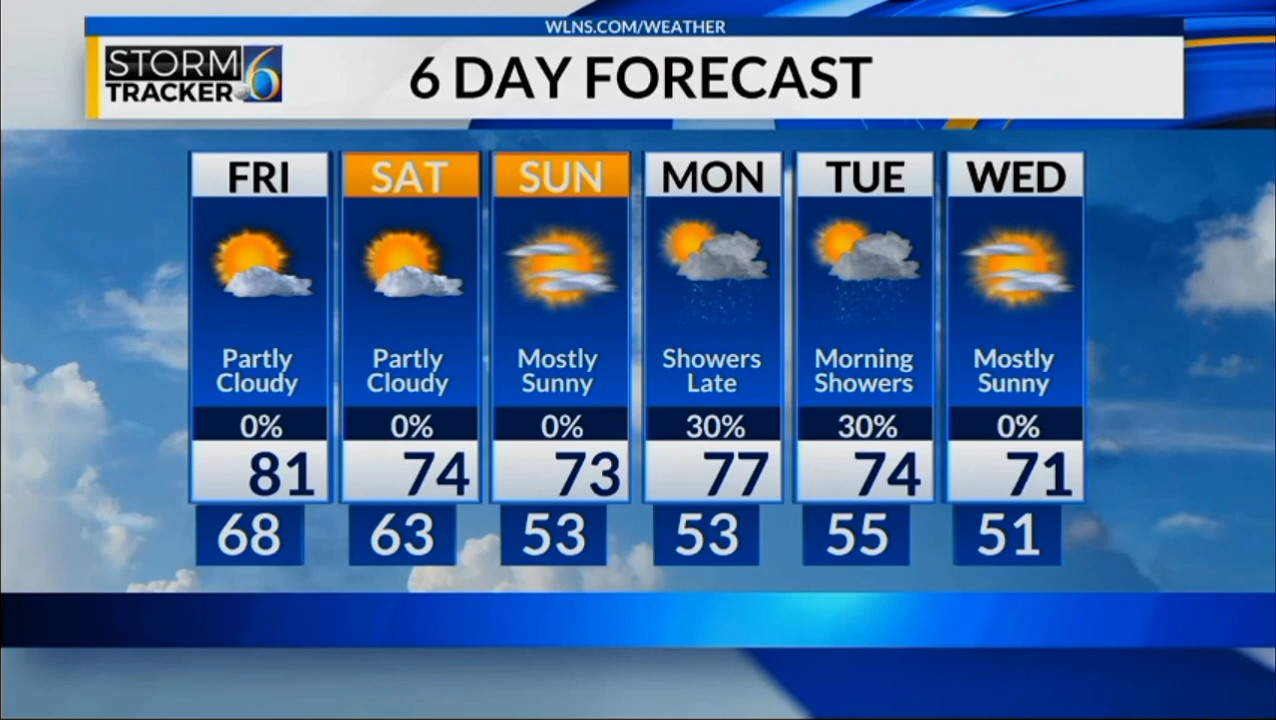 WLNS.COM/WEATHER
STORM
TRACKER 6
6 DAY FORECAST
FRI SAT SUN MON TUE WED
Partly Cloudy
Partly Cloudy
Mostly Sunny
Showers Late
Morning Showers
Mostly Sunny
0% 0% 0% 30% 30% 0%
81 74 73 77 74 71
68 63 53 53 55 51